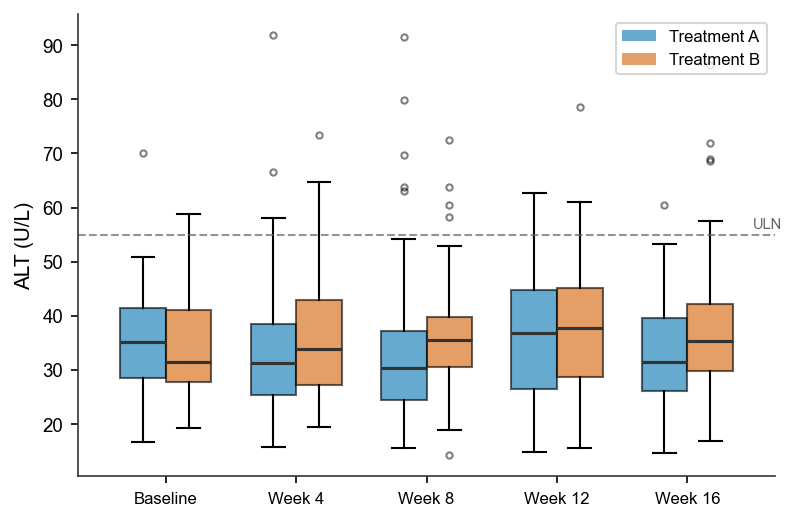 Treatment A
Treatment B
ULN
ALT (U/L)
90
80
70
60
50
40
30
20
Baseline
Week 4
Week 8
Week 12
Week 16